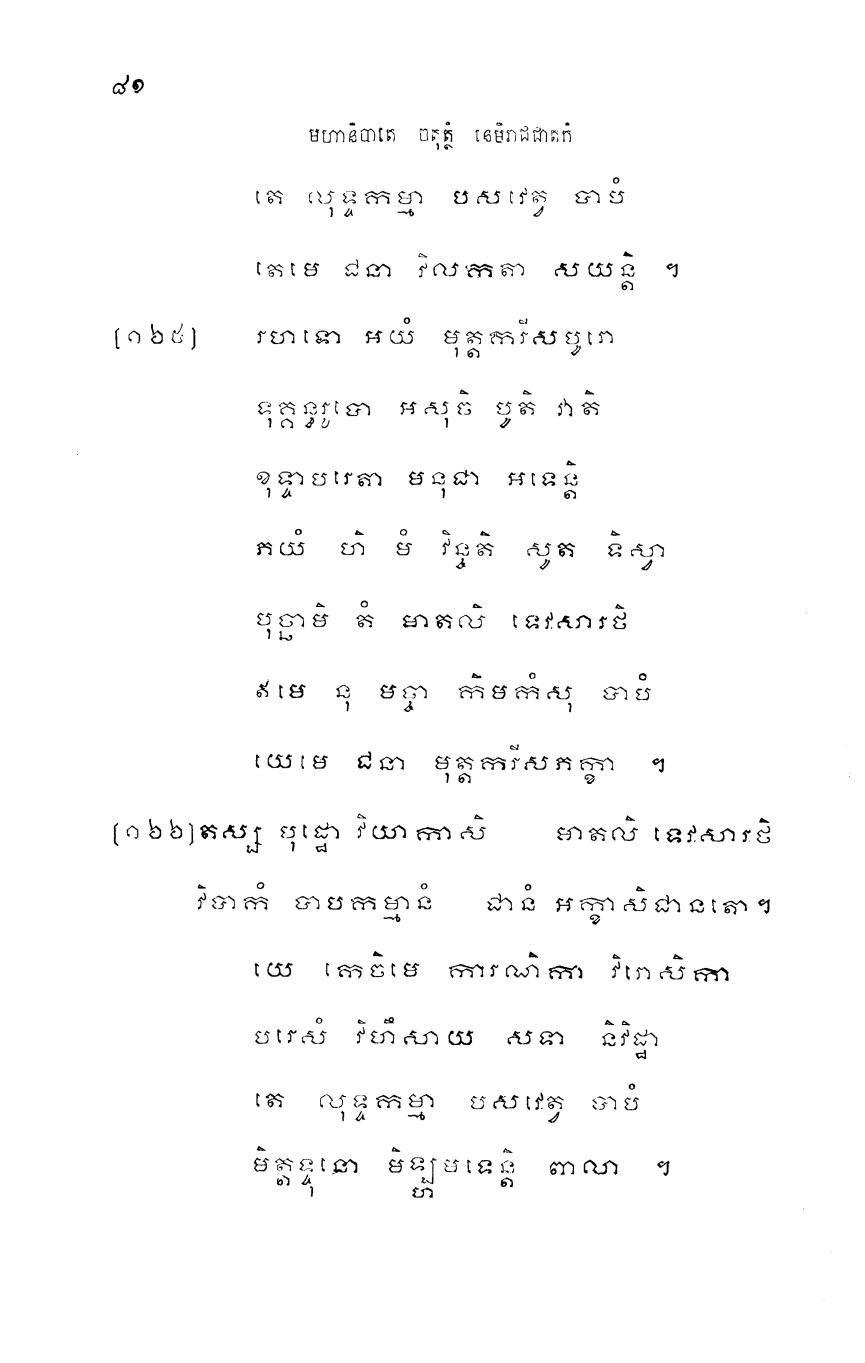 ៨១
មហានិបាតេ ចតុត្ថំ នេមិរាជជាតកំ
តេ លុទ្ទកម្មា បសវេត្វ បាបំ
តេមេ ជនា វិលកតា សយន្តិ ។
[១៦៥] រហទោ អយំ មុត្តករីសបូរោ
ទុគ្គន្ធរូបោ អសុចិ បូតិ វាតិ
ខុទ្ទាបរេតា មនុជា អទេន្តិ
ភយំ ហិ មំ វិន្ទតិ សូត ទិស្វា
បុច្ឆាមិ តំ មាតលិ ទេវសារថិ
ឥមេ នុ មច្ចា កិមកំសុ បាបំ
យេមេ ជនា មុត្តករីសភក្ខា ។
[១៦៦] តស្ស បុដ្ឋោ វិយាកាសិ មាតលិ ទេវសារថិ
វិបាកំ បាបកម្មានំ ជានំ អក្ខាសិជានតោ។
យេ កេចិមេ ការណិកា វិរោសិកា
បរេសំ វិហឹសាយ សទា និវិដ្ឋា
តេ លុទ្ទកម្មា បសវេត្វ បាបំ
មិត្តទ្ទុនោ មិឡ្ហបទេន្តិ ពាលា ។